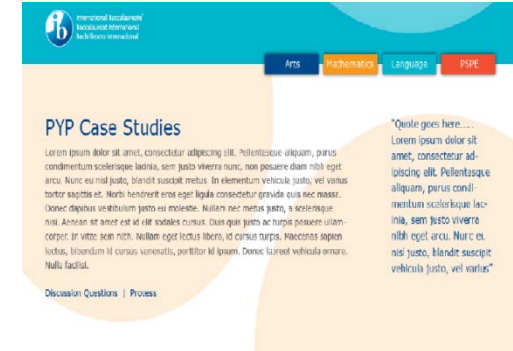 international baccalaureate
baccalauréat international
bachillerato internacional
Arts
Mathematics
Language
PSPE
PYP Case Studies
Lorem ipsum dolor sit amet, consectetur adipiscing elit. Pellentesque aliquam, purus
condimentum scelerisque lacinia, sem justo viverra nunc, non posuere diam nibh eget
arcu. Nunc eu nisl justo, blandit suscipit metus. In elementum vehicula justo, vel varius
tortor sagittis et. Morbi hendrerit eros eget ligula consectetur gravida quis nec massa.
Donec dapibus vestibulum justo eu molestie. Nullam nec metus justo, a scelerisque
nisi. Aenean sit amet est id elit sodales cursus. Duis quis justo ac turpis posuere ullam-
corper. In vitae sem nibh. Nullam eget lectus libero, id cursus turpis. Maecenas sapien
lectus, bibendum id cursus venenatis, porttitor id ipsum. Donec laoreet vehicula ornare.
Nulla facilisi.
Discussion Questions | Process
"Quote goes here.....
Lorem ipsum dolor sit
amet, consectetur ad-
ipiscing elit. Pellentesque
aliquam, purus condi-
mentum scelerisque lac-
inia, sem justo viverra
nibh eget arcu. Nunc eu
nisl justo, blandit suscipit
vehicula justo, vel varius"